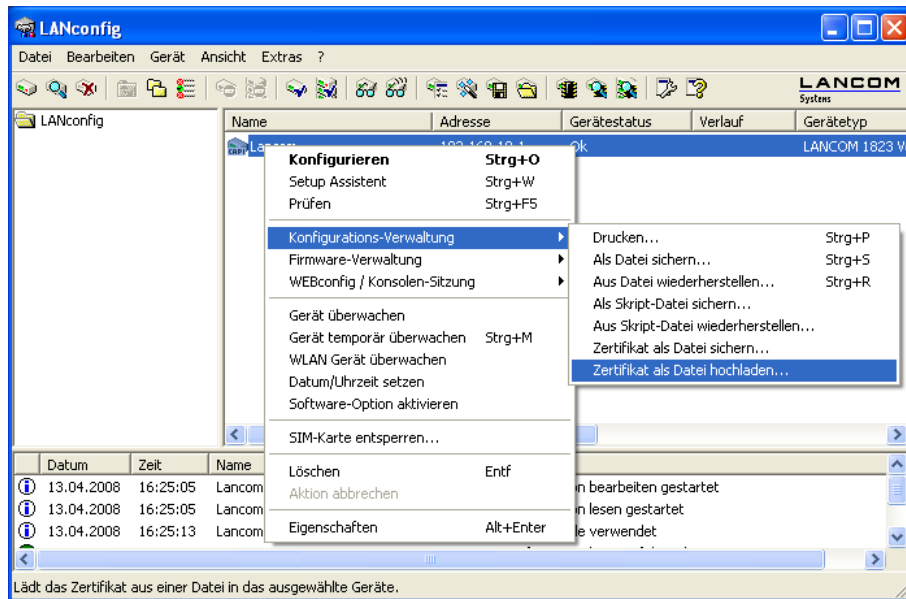 LANconfig
Datei Bearbeiten Gerät Ansicht Extras ?
LANCOM
Systems
LANconfig
Name Adresse Gerätestatus Verlauf Gerätetyp
CAPI Ok LANCOM 1823
Konfigurieren Strg+O
Setup Assistent Strg+W
Prüfen Strg+F5
Konfigurations-Verwaltung
Firmware-Verwaltung
WEBconfig / Konsolen-Sitzung
Gerät überwachen
Gerät temporär überwachen Strg+M
WLAN Gerät überwachen
Datum/Uhrzeit setzen
Software-Option aktivieren
SIM-Karte entsperren...
Löschen Entf
Aktion abbrechen
Eigenschaften Alt+Enter
Drucken... Strg+P
Als Datei sichern... Strg+S
Aus Datei wiederherstellen... Strg+R
Als Skript-Datei sichern...
Aus Skript-Datei wiederherstellen...
Zertifikat als Datei sichern...
Zertifikat als Datei hochladen...
Datum Zeit Name
13.04.2008 16:25:05 Lancom bearbeiten gestartet
13.04.2008 16:25:05 Lancom lesen gestartet
13.04.2008 16:25:13 Lancom verwendet
Lädt das Zertifikat aus einer Datei in das ausgewählte Geräte.